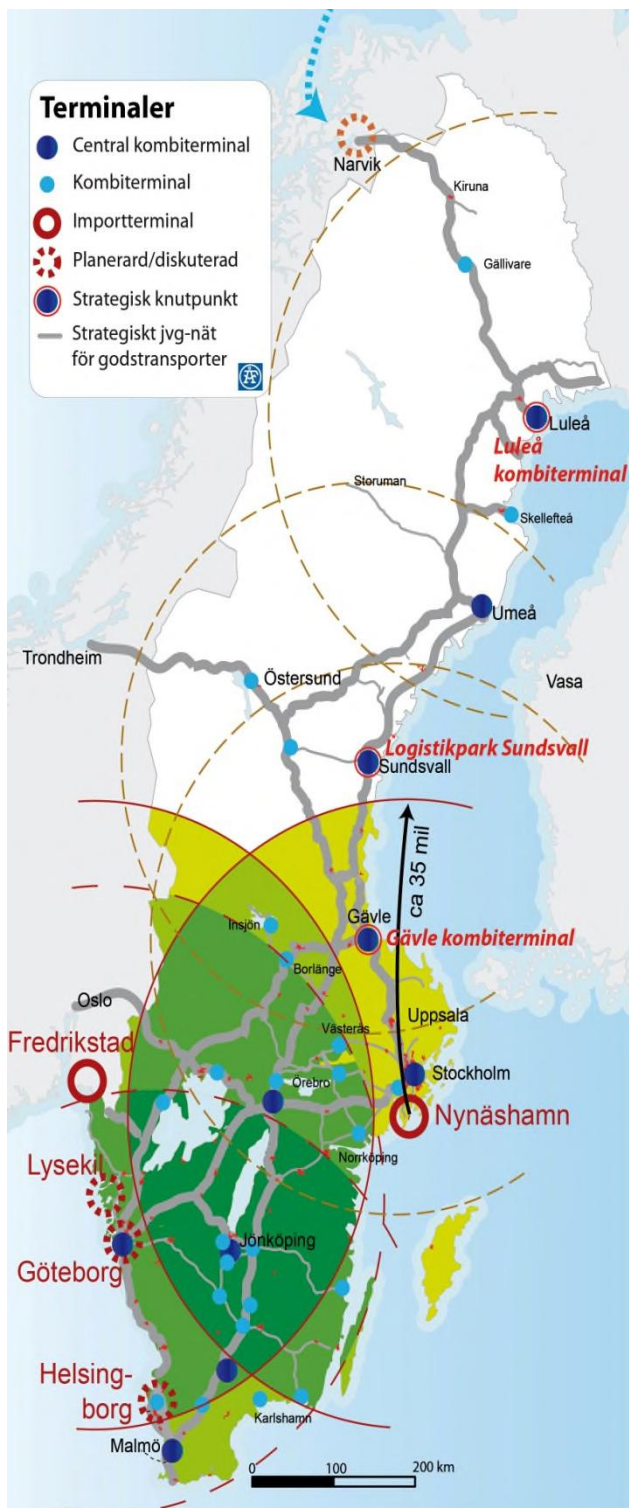 Terminaler
Central kombiterminal
Kombiterminal
Importterminal
Planerard/diskuterad
Strategisk knutpunkt
Strategiskt jvg-nät
för godstransporter
ÅF
Narvik
Kiruna
Gällivare
Luleå
Luleå
kombiterminal
Storuman
Skellefteå
Umeå
Trondheim
Östersund
Vasa
Logistikpark Sundsvall
Sundsvall
ca 35 mil
Gävle
Gävle kombiterminal
Insjön
Borlänge
Oslo
Uppsala
Västerås
Fredrikstad
Örebro
Stockholm
Nynäshamn
Norrköping
Lysekil
Jönköping
Göteborg
Helsing-
borg
Karlshamn
Malmö
0 100 200 km